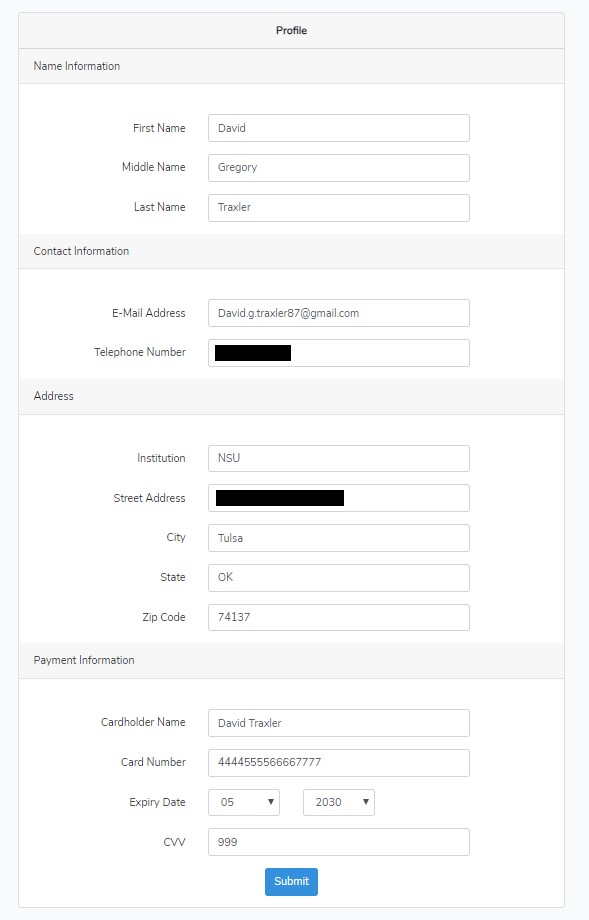 Profile
Name Information
First Name David
Middle Name Gregory
Last Name Traxler
Contact Information
E-Mail Address David.g.traxler87@gmail.com
Telephone Number
Address
Institution NSU
Street Address
City Tulsa
State OK
Zip Code 74137
Payment Information
Cardholder Name David Traxler
Card Number 4444555566667777
Expiry Date 05 2030
CVV 999
Submit